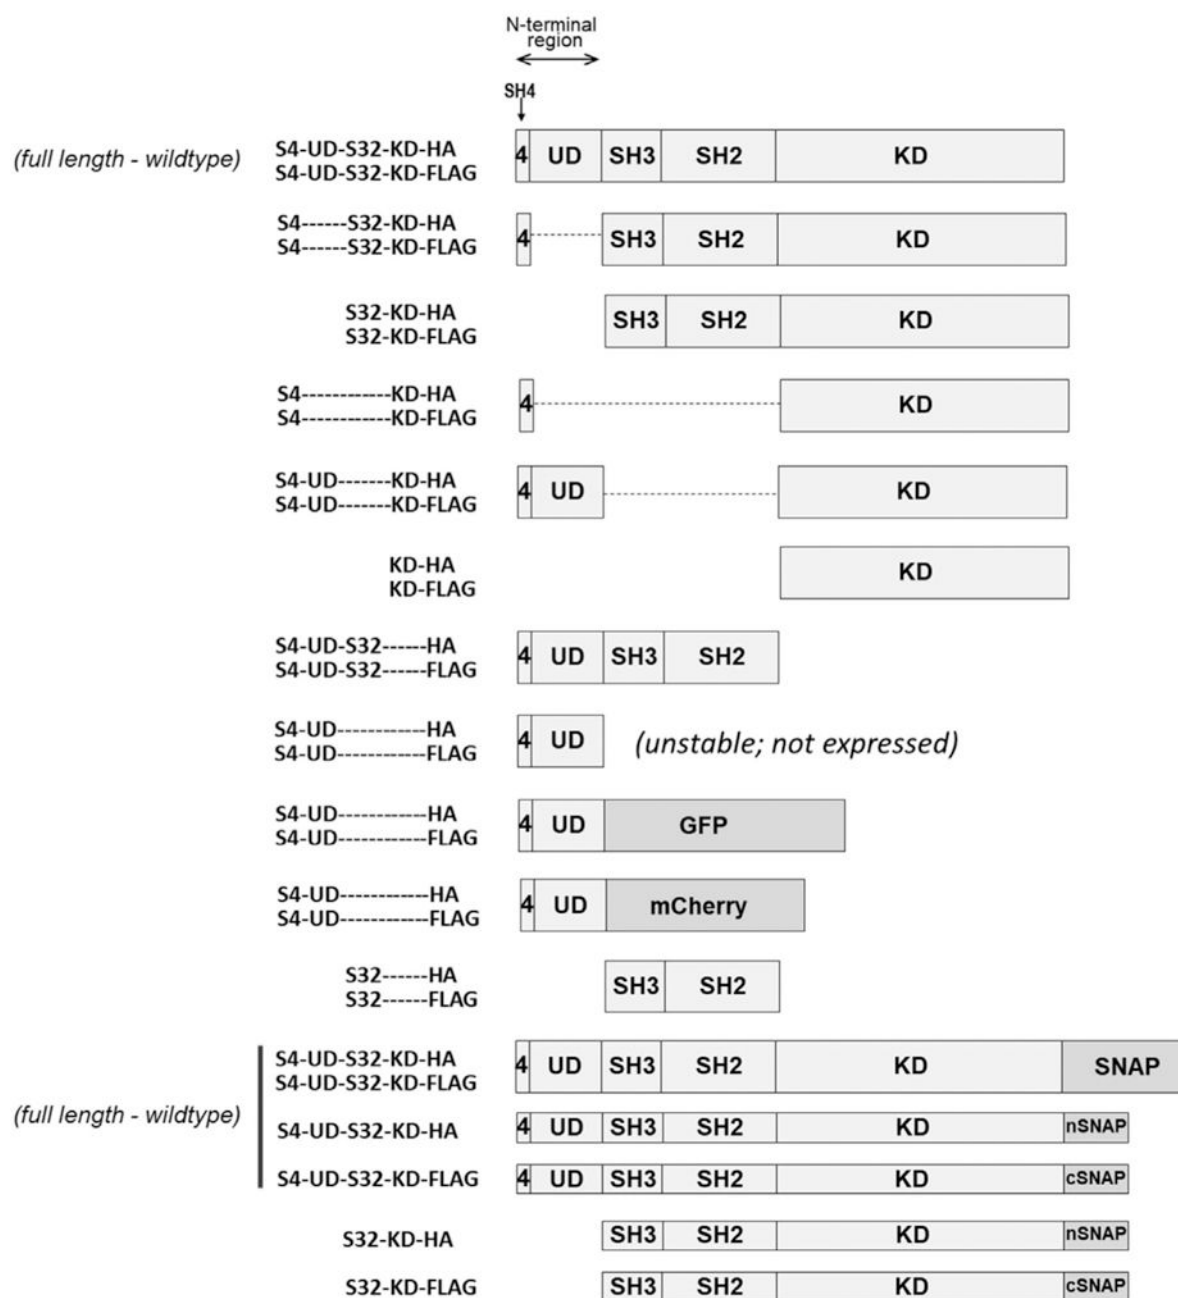 N-terminal
region
SH4
(full length - wildtype)
S4-UD-S32-KD-HA
S4-UD-S32-KD-FLAG
4 UD SH3 SH2 KD
S4------S32-KD-HA
S4------S32-KD-FLAG
4 SH3 SH2 KD
S32-KD-HA
S32-KD-FLAG
SH3 SH2 KD
S4------------KD-HA
S4------------KD-FLAG
4 KD
S4-UD-------KD-HA
S4-UD-------KD-FLAG
4 UD KD
KD-HA
KD-FLAG
KD
S4-UD-S32------HA
S4-UD-S32------FLAG
4 UD SH3 SH2
S4-UD------------HA
S4-UD------------FLAG
4 UD (unstable; not expressed)
S4-UD------------HA
S4-UD------------FLAG
4 UD GFP
S4-UD------------HA
S4-UD------------FLAG
4 UD mCherry
S32------HA
S32------FLAG
SH3 SH2
(full length - wildtype)
S4-UD-S32-KD-HA
S4-UD-S32-KD-FLAG
4 UD SH3 SH2 KD SNAP
S4-UD-S32-KD-HA
4 UD SH3 SH2 KD nSNAP
S4-UD-S32-KD-FLAG
4 UD SH3 SH2 KD cSNAP
S32-KD-HA
SH3 SH2 KD nSNAP
S32-KD-FLAG
SH3 SH2 KD cSNAP